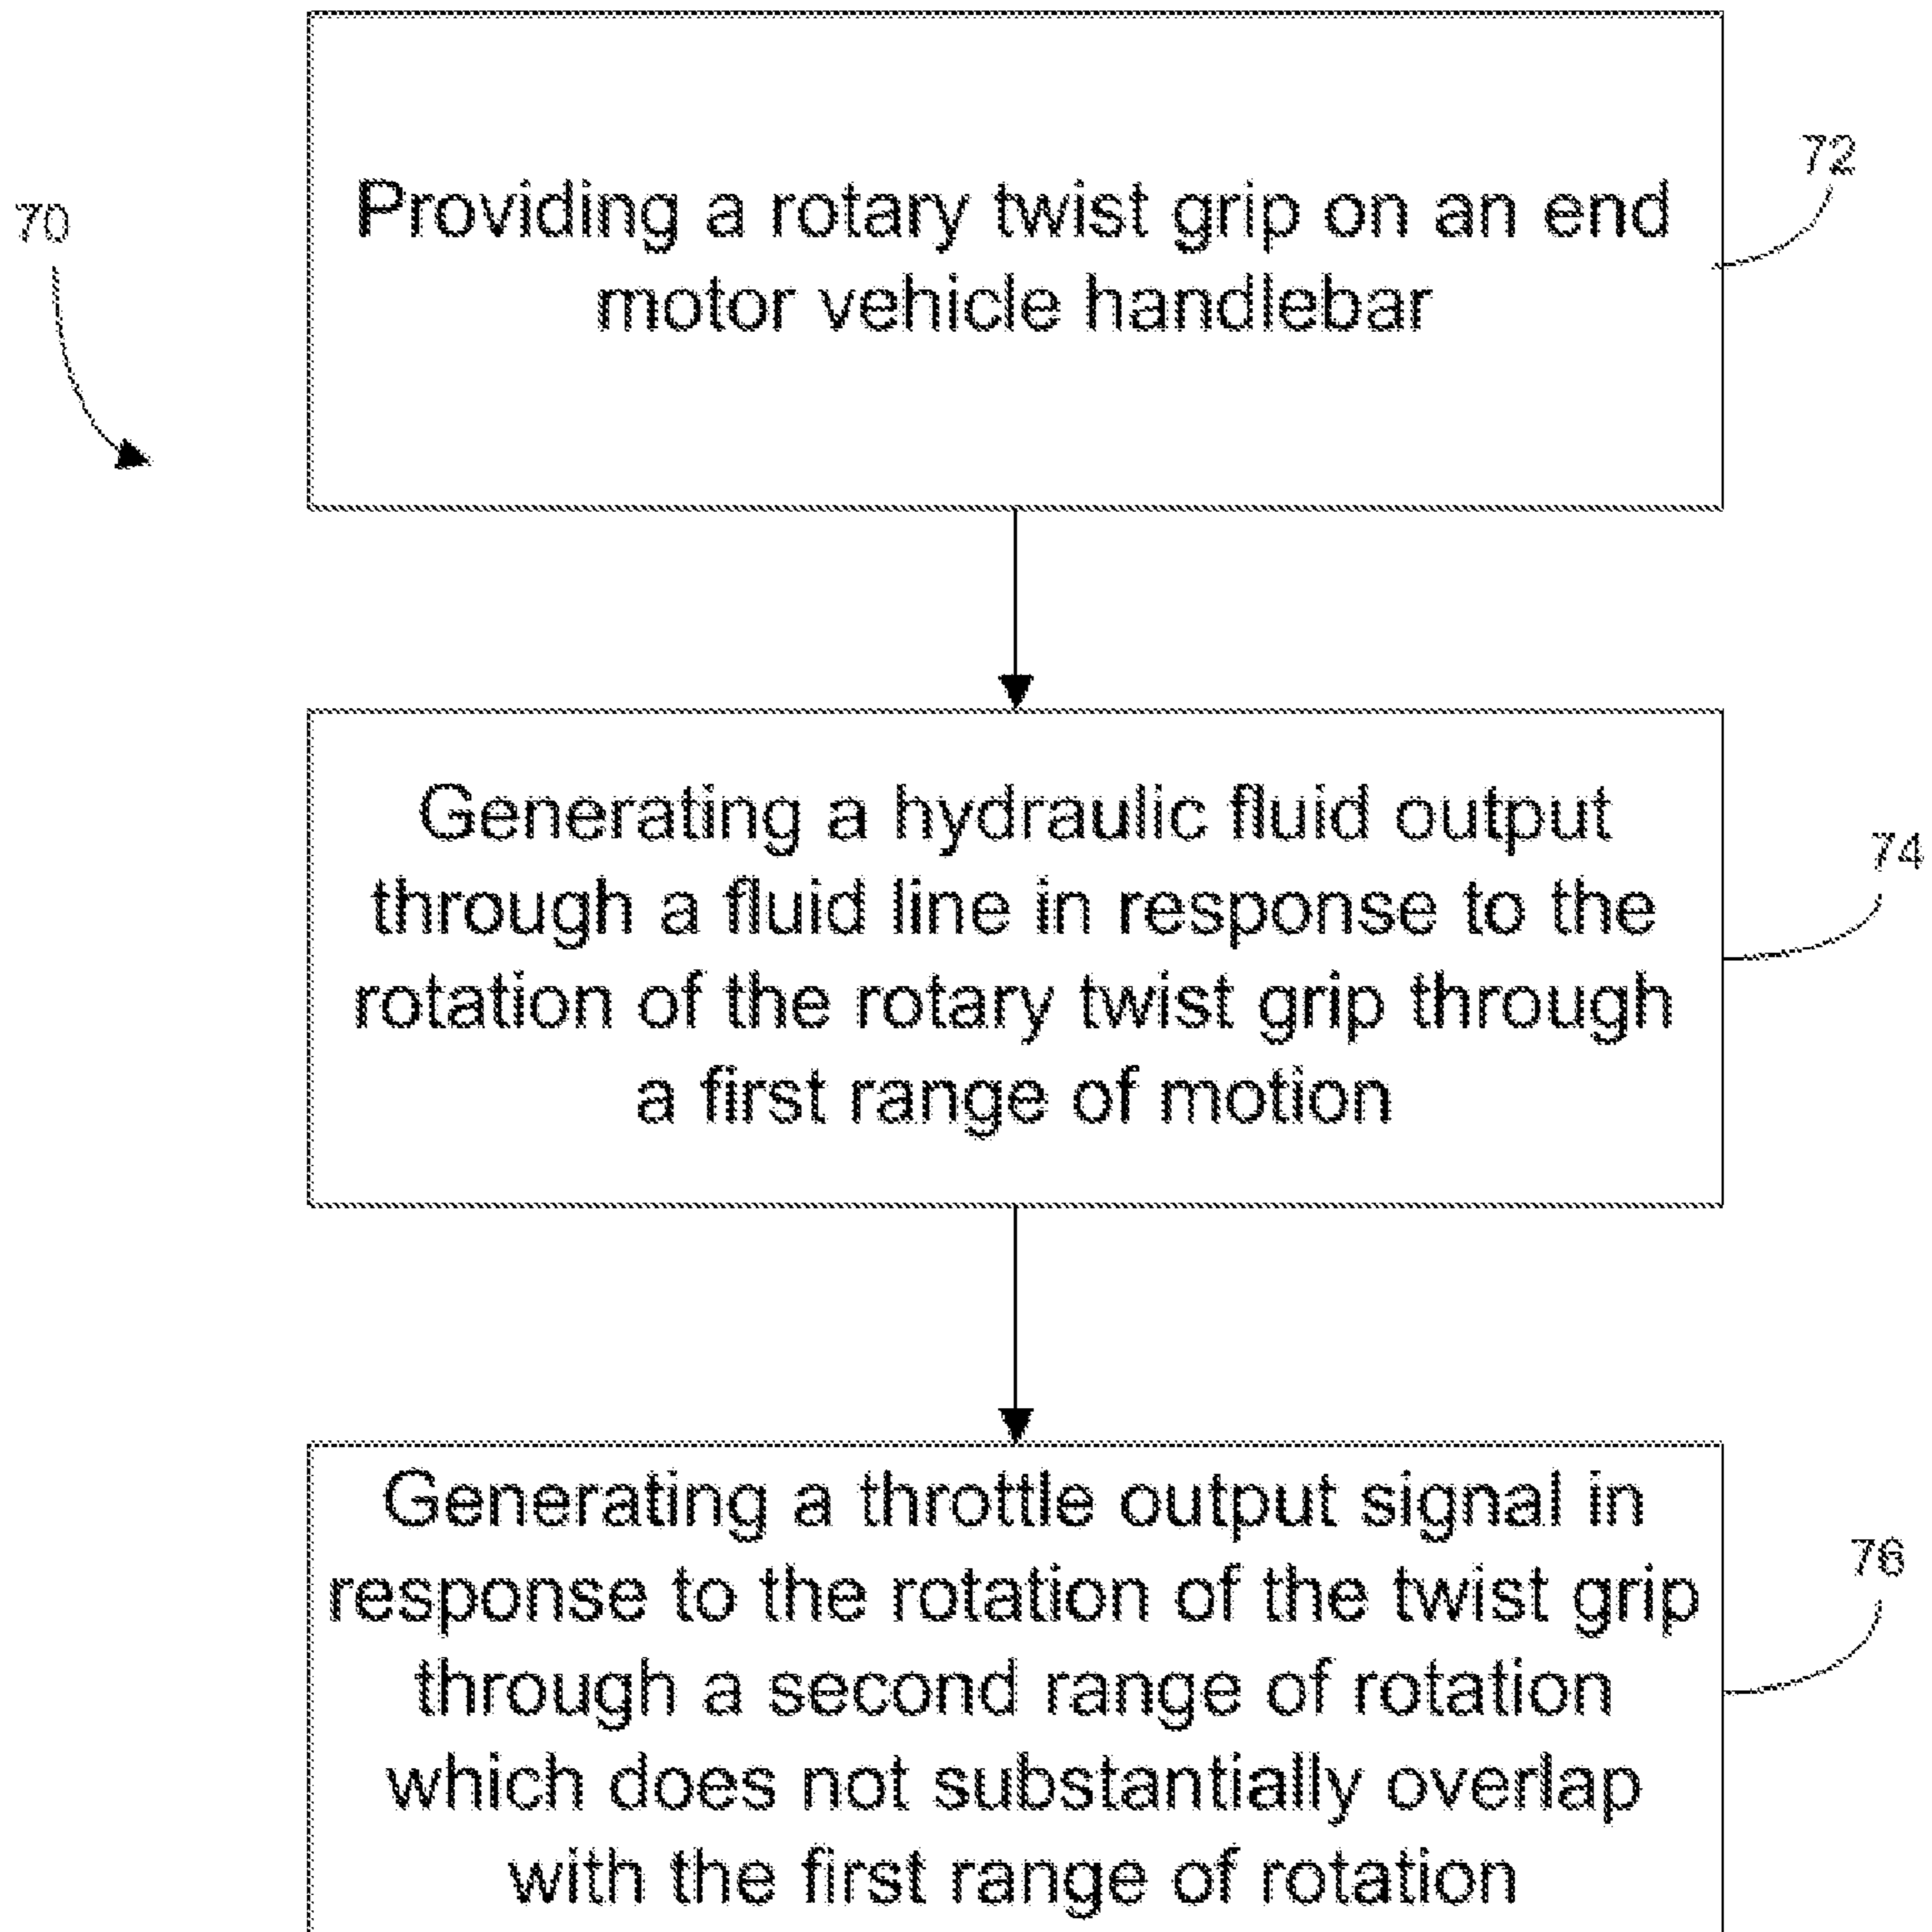 70
72
Providing a rotary twist grip on an end
motor vehicle handlebar
74
Generating a hydraulic fluid output
through a fluid line in response to the
rotation of the rotary twist grip through
a first range of motion
76
Generating a throttle output signal in
response to the rotation of the twist grip
through a second range of rotation
which does not substantially overlap
with the first range of rotation